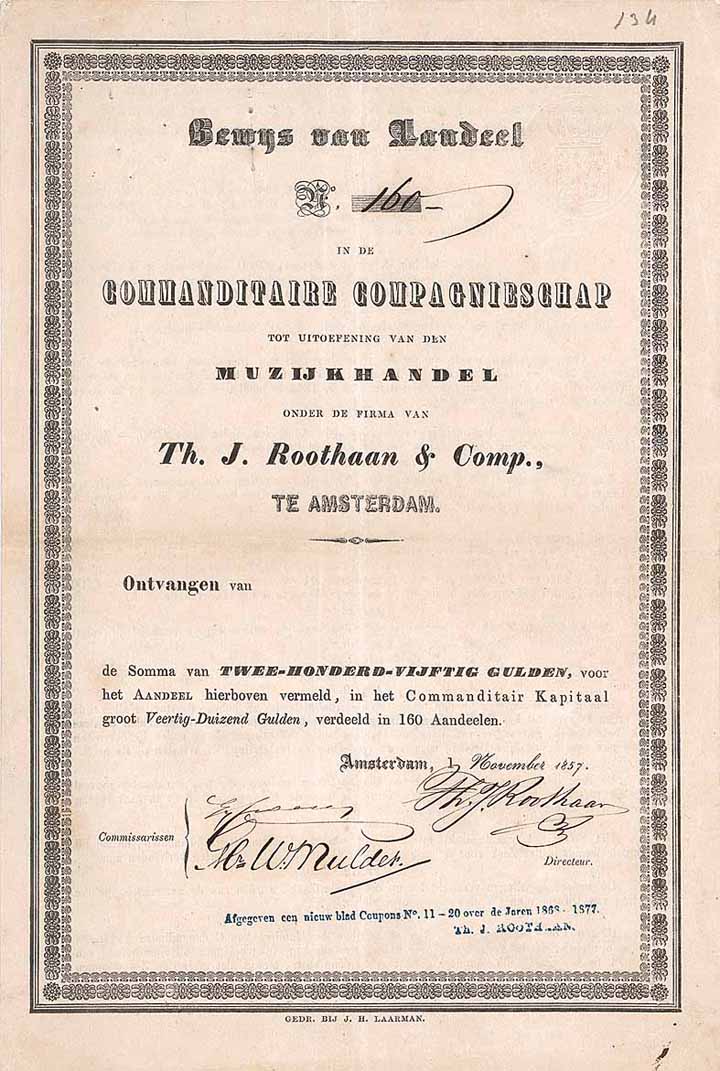 134
Bewijs van Aandeel
No. 160
IN DE
COMMANDITAIRE COMPAGNIESCHAP
TOT UITOEFENING VAN DEN
MUZIJKHANDEL
ONDER DE FIRMA VAN
Th. J. Roothaan & Comp.,
TE AMSTERDAM.
Ontvangen van
de Somma van TWEE-HONDERD-VIJFTIG GULDEN, voor
het AANDEEL hierboven vermeld, in het Commanditair Kapitaal
groot Veertig-Duizend Gulden, verdeeld in 160 Aandeelen.
Amsterdam, 1 November 1857.
Th. J. Roothaan
Commissarissen
Mr. W. Mulder.
Directeur.
Afgegeven een nieuw blad Coupons No. 11-20 over de Jaren 1868-1877.
TH. J. ROOTHAAN.
GEDR. BIJ J. H. LAARMAN.